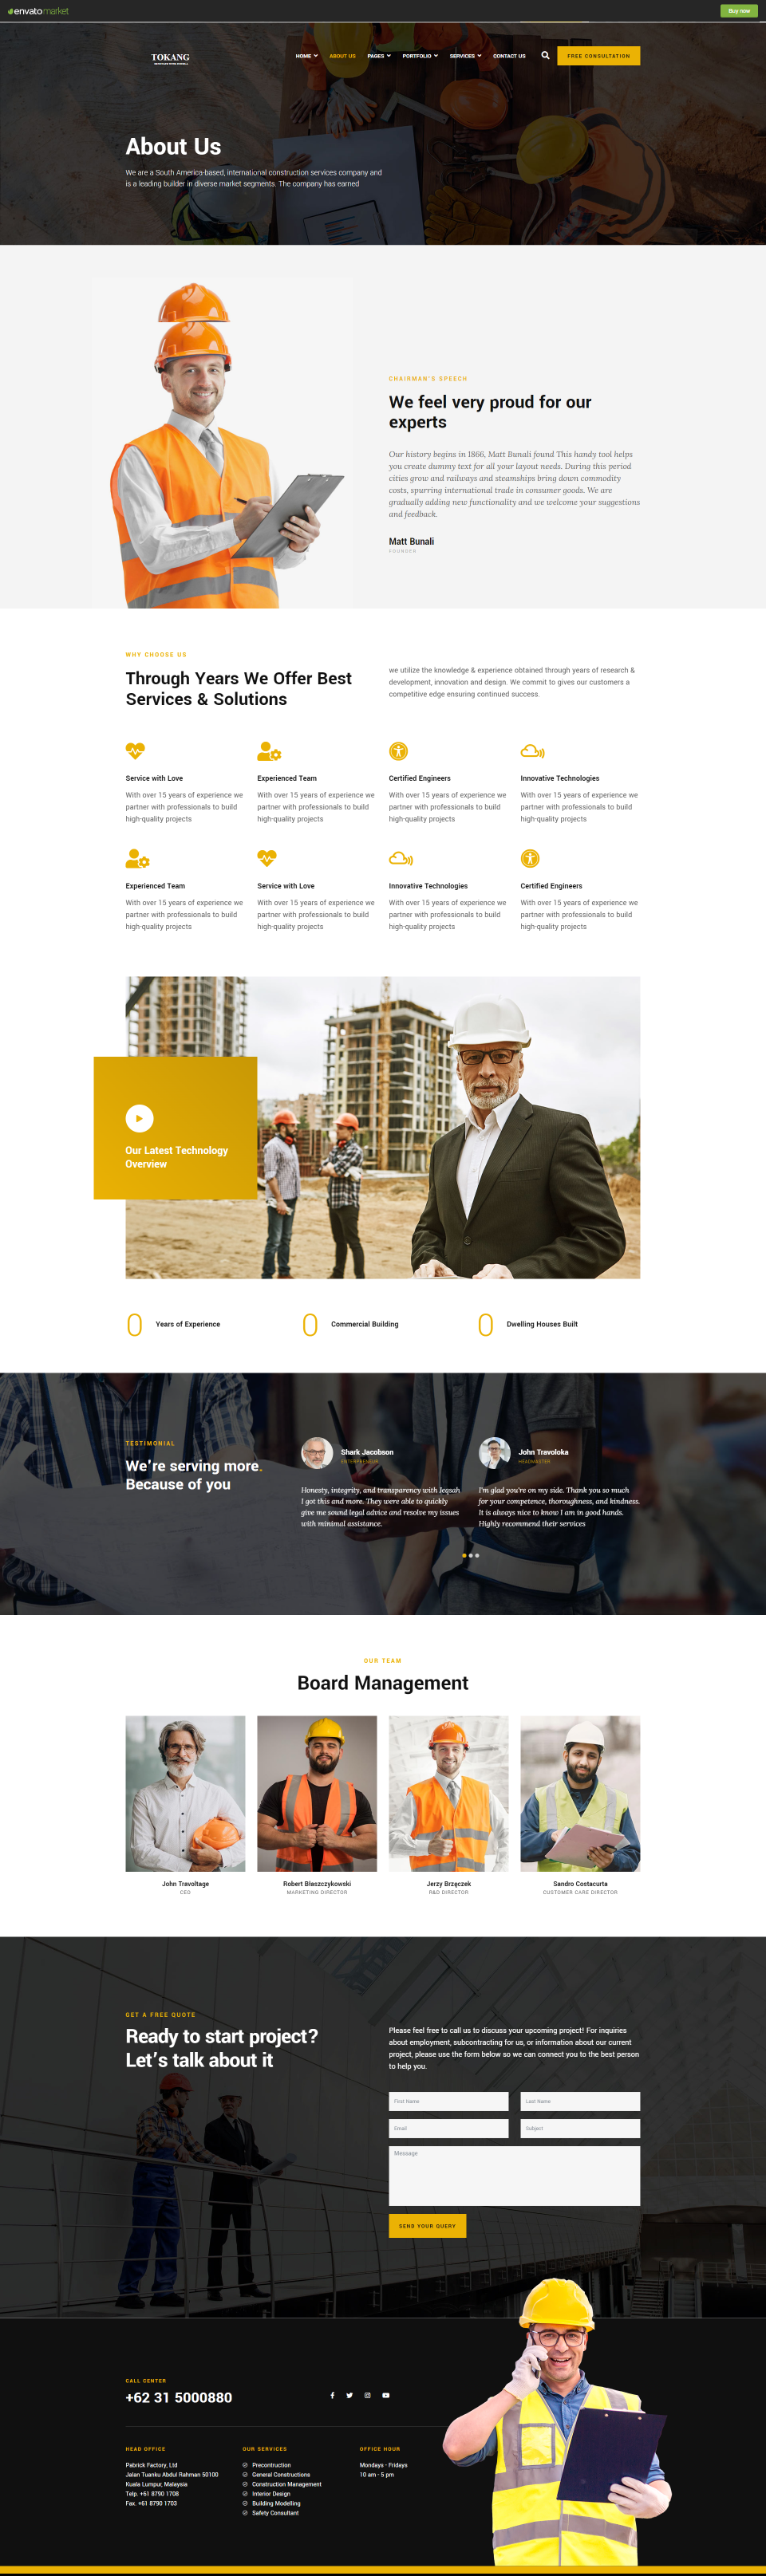 envato market
Buy now
TOKANG
HOME
ABOUT US
PAGES
PORTFOLIO
SERVICES
CONTACT US
FREE CONSULTATION
About Us
We are a South America-based, international construction services company and
is a leading builder in diverse market segments. The company has earned
CHAIRMAN'S SPEECH
We feel very proud for our
experts
Our history begins in 1866, Matt Bunali found This handy tool helps
you create dummy text for all your layout needs. During this period
cities grow and railways and steamships bring down commodity
costs, spurring international trade in consumer goods. We are
gradually adding new functionality and we welcome your suggestions
and feedback.
Matt Bunali
FOUNDER
WHY CHOOSE US
Through Years We Offer Best
Services & Solutions
we utilize the knowledge & experience obtained through years of research &
development, innovation and design. We commit to gives our customers a
competitive edge ensuring continued success.
Service with Love
With over 15 years of experience we
partner with professionals to build
high-quality projects
Experienced Team
With over 15 years of experience we
partner with professionals to build
high-quality projects
Certified Engineers
With over 15 years of experience we
partner with professionals to build
high-quality projects
Innovative Technologies
With over 15 years of experience we
partner with professionals to build
high-quality projects
Experienced Team
With over 15 years of experience we
partner with professionals to build
high-quality projects
Service with Love
With over 15 years of experience we
partner with professionals to build
high-quality projects
Innovative Technologies
With over 15 years of experience we
partner with professionals to build
high-quality projects
Certified Engineers
With over 15 years of experience we
partner with professionals to build
high-quality projects
Our Latest Technology
Overview
0
Years of Experience
0
Commercial Building
0
Dwelling Houses Built
TESTIMONIAL
We're serving more.
Because of you
Shark Jacobson
ENTERPRENEUR
Honesty, integrity, and transparency with legsah
I got this and more. They were able to quickly
give me sound legal advice and resolve my issues
with minimal assistance.
John Travoloka
HEADMASTER
I'm glad you're on my side. Thank you so much
for your competence, thoroughness, and kindness.
It is always nice to know I am in good hands.
Highly recommend their services
OUR TEAM
Board Management
John Travoltage
CEO
Robert Błaszczykowski
MARKETING DIRECTOR
Jerzy Brzęczek
R&D DIRECTOR
Sandro Costacurta
CUSTOMER CARE DIRECTOR
GET A FREE QUOTE
Ready to start project?
Let's talk about it
Please feel free to call us to discuss your upcoming project! For inquiries
about employment, subcontracting for us, or information about our current
project, please use the form below so we can connect you to the best person
to help you.
First Name
Last Name
Email
Subject
Message
SEND YOUR QUERY
CALL CENTER
+62 31 5000880
HEAD OFFICE
Pabrick Factory, Ltd
Jalan Tuanku Abdul Rahman 50100
Kuala Lumpur, Malaysia
Telp. +61 8790 1708
Fax. +61 8790 1703
OUR SERVICES
Preconstruction
General Constructions
Construction Management
Interior Design
Building Modelling
Safety Consultant
OFFICE HOUR
Mondays - Fridays
10 am - 5 pm